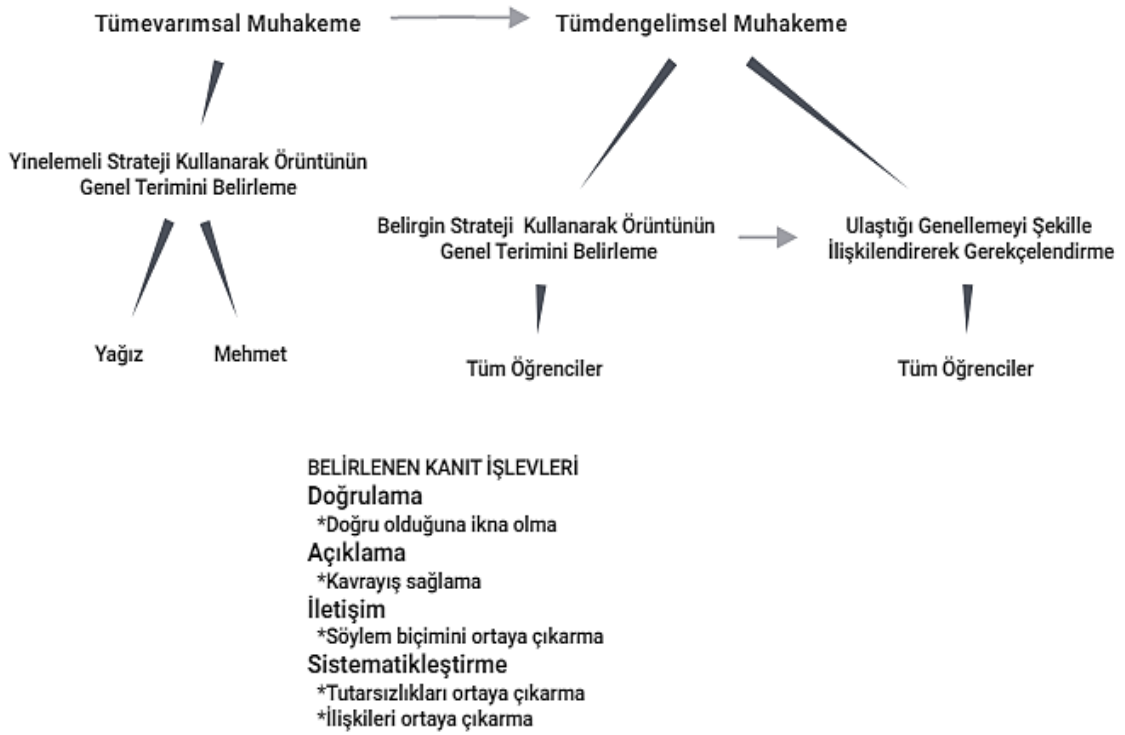 Tümevarımsal Muhakeme
Tümdengelimsel Muhakeme
Yinelemeli Strateji Kullanarak Örüntünün
Genel Terimini Belirleme
Belirgin Strateji Kullanarak Örüntünün
Genel Terimini Belirleme
Ulaştığı Genellemeyi Şekille
İlişkilendirerek Gerekçelendirme
Yağız
Mehmet
Tüm Öğrenciler
Tüm Öğrenciler
BELİRLENEN KANIT İŞLEVLERİ
Doğrulama
*Doğru olduğuna ikna olma
Açıklama
*Kavrayış sağlama
İletişim
*Söylem biçimini ortaya çıkarma
Sistematikleştirme
*Tutarsızlıkları ortaya çıkarma
*İlişkileri ortaya çıkarma